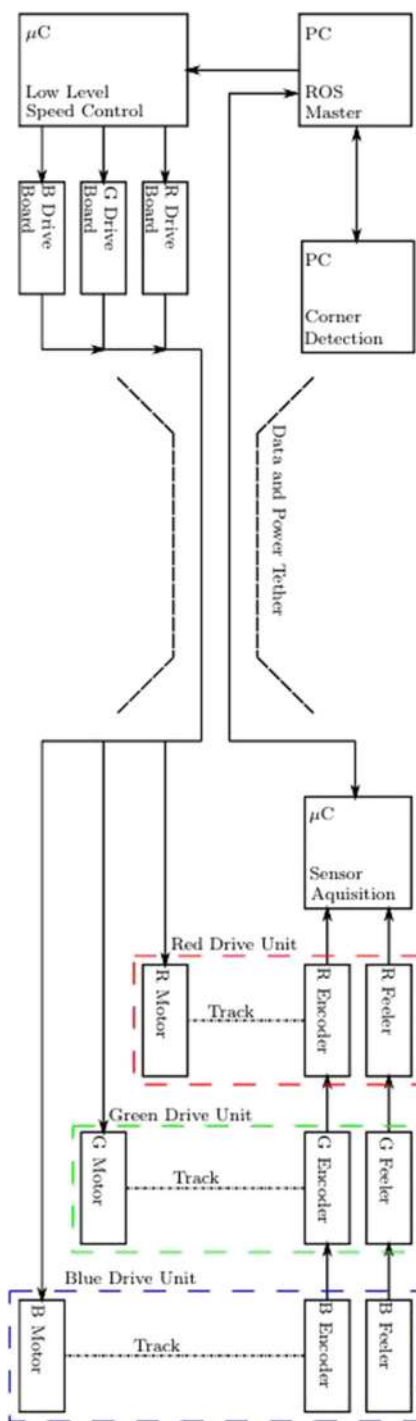 μC
Low Level
Speed Control
PC
ROS
Master
B Drive
Board
G Drive
Board
R Drive
Board
PC
Corner
Detection
Data and Power Tether
μC
Sensor
Aquisition
Red Drive Unit
R Motor
Track
R Encoder
R Feeler
Green Drive Unit
G Motor
Track
G Encoder
G Feeler
Blue Drive Unit
B Motor
Track
B Encoder
B Feeler